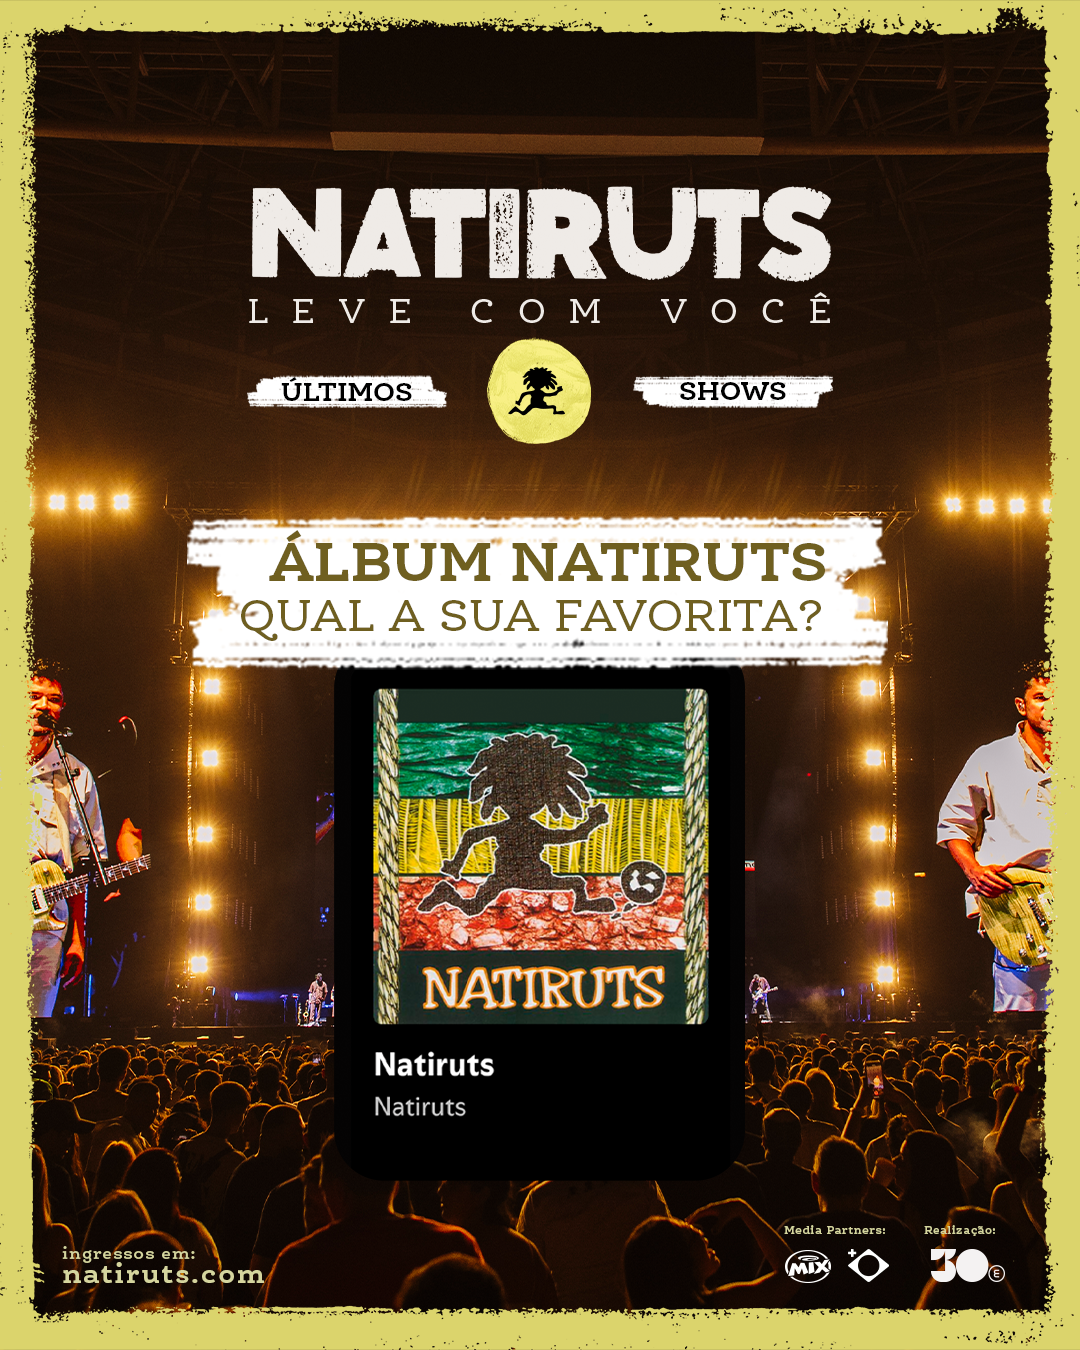 NATIRUTS
LEVE COM VOCÊ
ÚLTIMOS
SHOWS
ÁLBUM NATIRUTS
QUAL A SUA FAVORITA?
NATIRUTS
Natiruts
Natiruts
ingressos em:
natiruts.com
Media Partners:
Realização:
MIX
30E